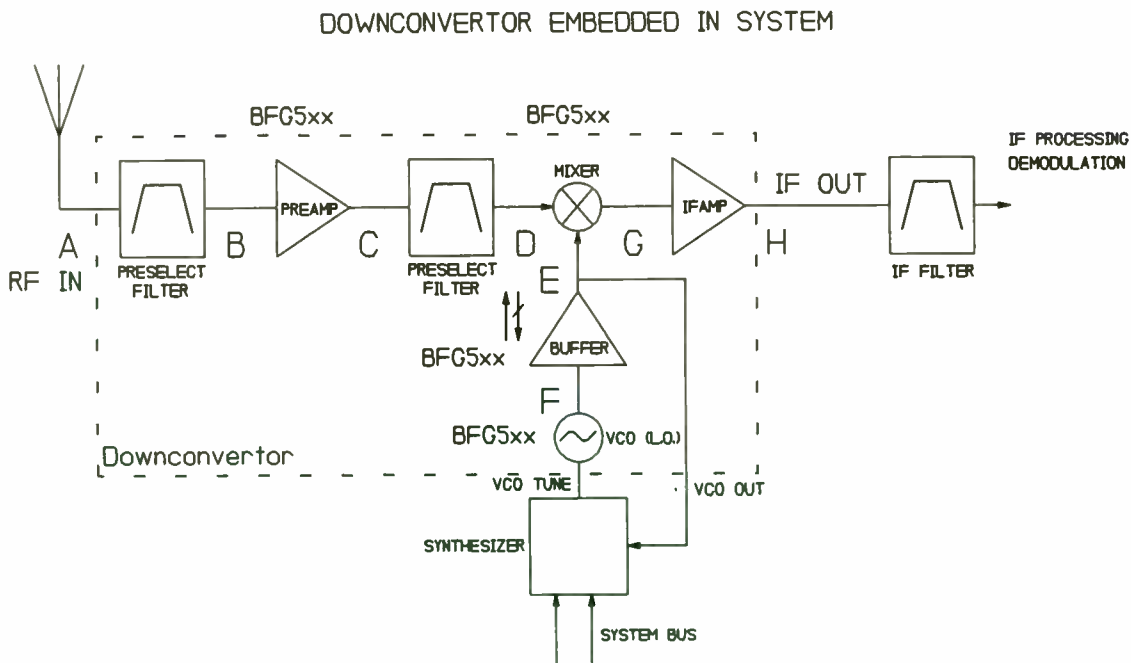 DOWNCONVERTOR EMBEDDED IN SYSTEM
BFG5xx
BFG5xx
IF PROCESSING
DEMODULATION
MIXER
PREAMP
IFAMP
IF OUT
A
B
C
D
G
H
RF IN
PRESELECT
FILTER
PRESELECT
FILTER
IF FILTER
E
BUFFER
BFG5xx
F
BFG5xx
VCO (L.O.)
Downconvertor
VCO TUNE
VCO OUT
SYNTHESIZER
SYSTEM BUS